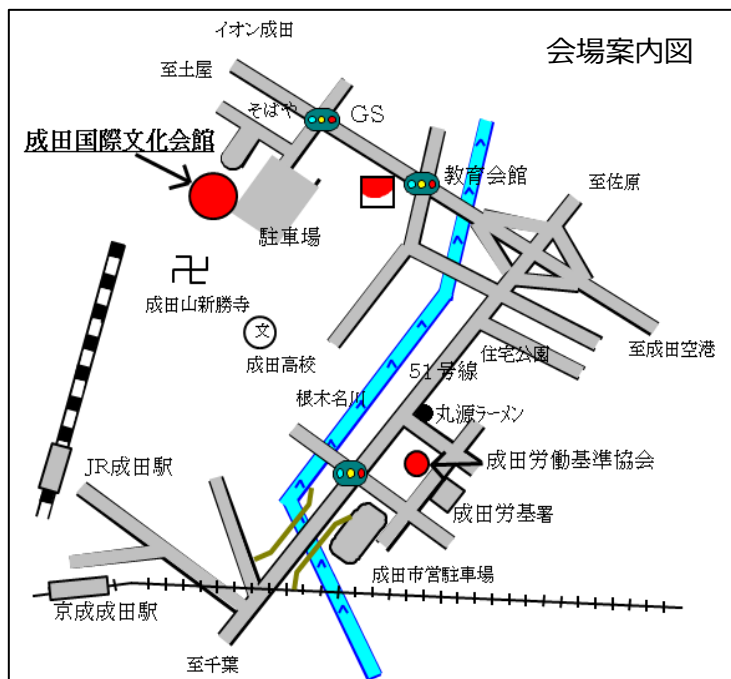 イオン成田
会場案内図
至土屋
そばや
GS
成田国際文化会館
教育会館
至佐原
駐車場
卍
成田山新勝寺
文
成田高校
至成田空港
住宅公園
51号線
根木名川
丸源ラーメン
JR成田駅
成田労働基準協会
成田労基署
成田市営駐車場
京成成田駅
至千葉